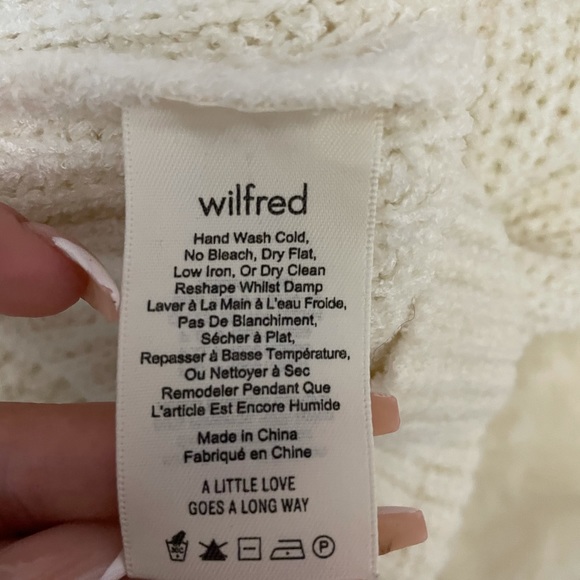 wilfred
Hand Wash Cold,
No Bleach, Dry Flat,
Low Iron, Or Dry Clean
Reshape Whilst Damp
Laver à La Main à L'eau Froide,
Pas De Blanchiment,
Sécher à Plat,
Repasser à Basse Température,
Ou Nettoyer à Sec
Remodeler Pendant Que
L'article Est Encore Humide
Made in China
Fabriqué en Chine
A LITTLE LOVE
GOES A LONG WAY
P